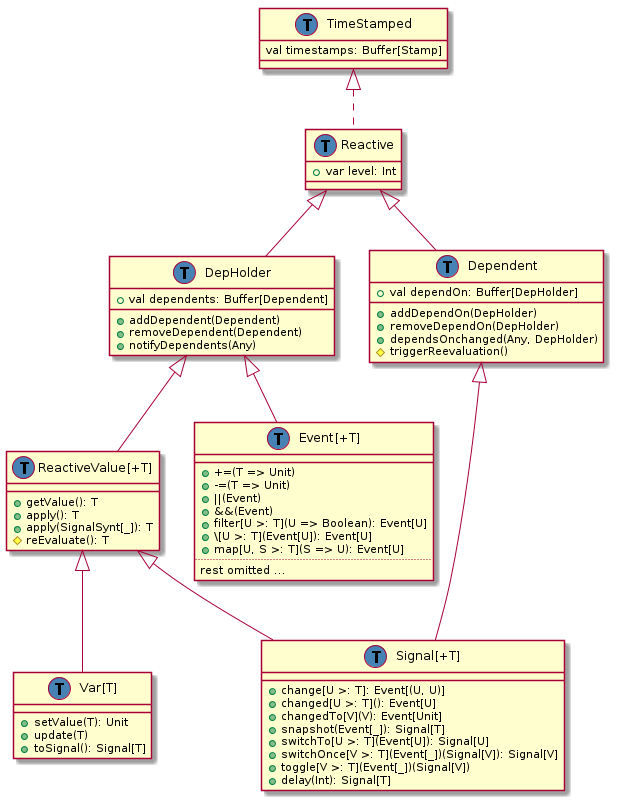 T TimeStamped
val timestamps: Buffer[Stamp]
T Reactive
var level: Int
T DepHolder
val dependents: Buffer[Dependent]
addDependent(Dependent)
removeDependent(Dependent)
notifyDependents(Any)
T Dependent
val dependOn: Buffer[DepHolder]
addDependOn(DepHolder)
removeDependOn(DepHolder)
dependsOnchanged(Any, DepHolder)
triggerReevaluation()
T ReactiveValue[+T]
getValue(): T
apply(): T
apply(SignalSynt[_]): T
reEvaluate(): T
T Event[+T]
+=(T => Unit)
-=(T => Unit)
||(Event)
&&(Event)
filter[U >: T](U => Boolean): Event[U]
\[U >: T](Event[U]): Event[U]
map[U, S >: T](S => U): Event[U]
rest omitted ...
T Var[T]
setValue(T): Unit
update(T)
toSignal(): Signal[T]
T Signal[+T]
change[U >: T]: Event[(U, U)]
changed[U >: T](): Event[U]
changedTo[V](V): Event[Unit]
snapshot(Event[_]): Signal[T]
switchTo[U >: T](Event[U]): Signal[U]
switchOnce[V >: T](Event[_])(Signal[V]): Signal[V]
toggle[V >: T](Event[_])(Signal[V])
delay(Int): Signal[T]